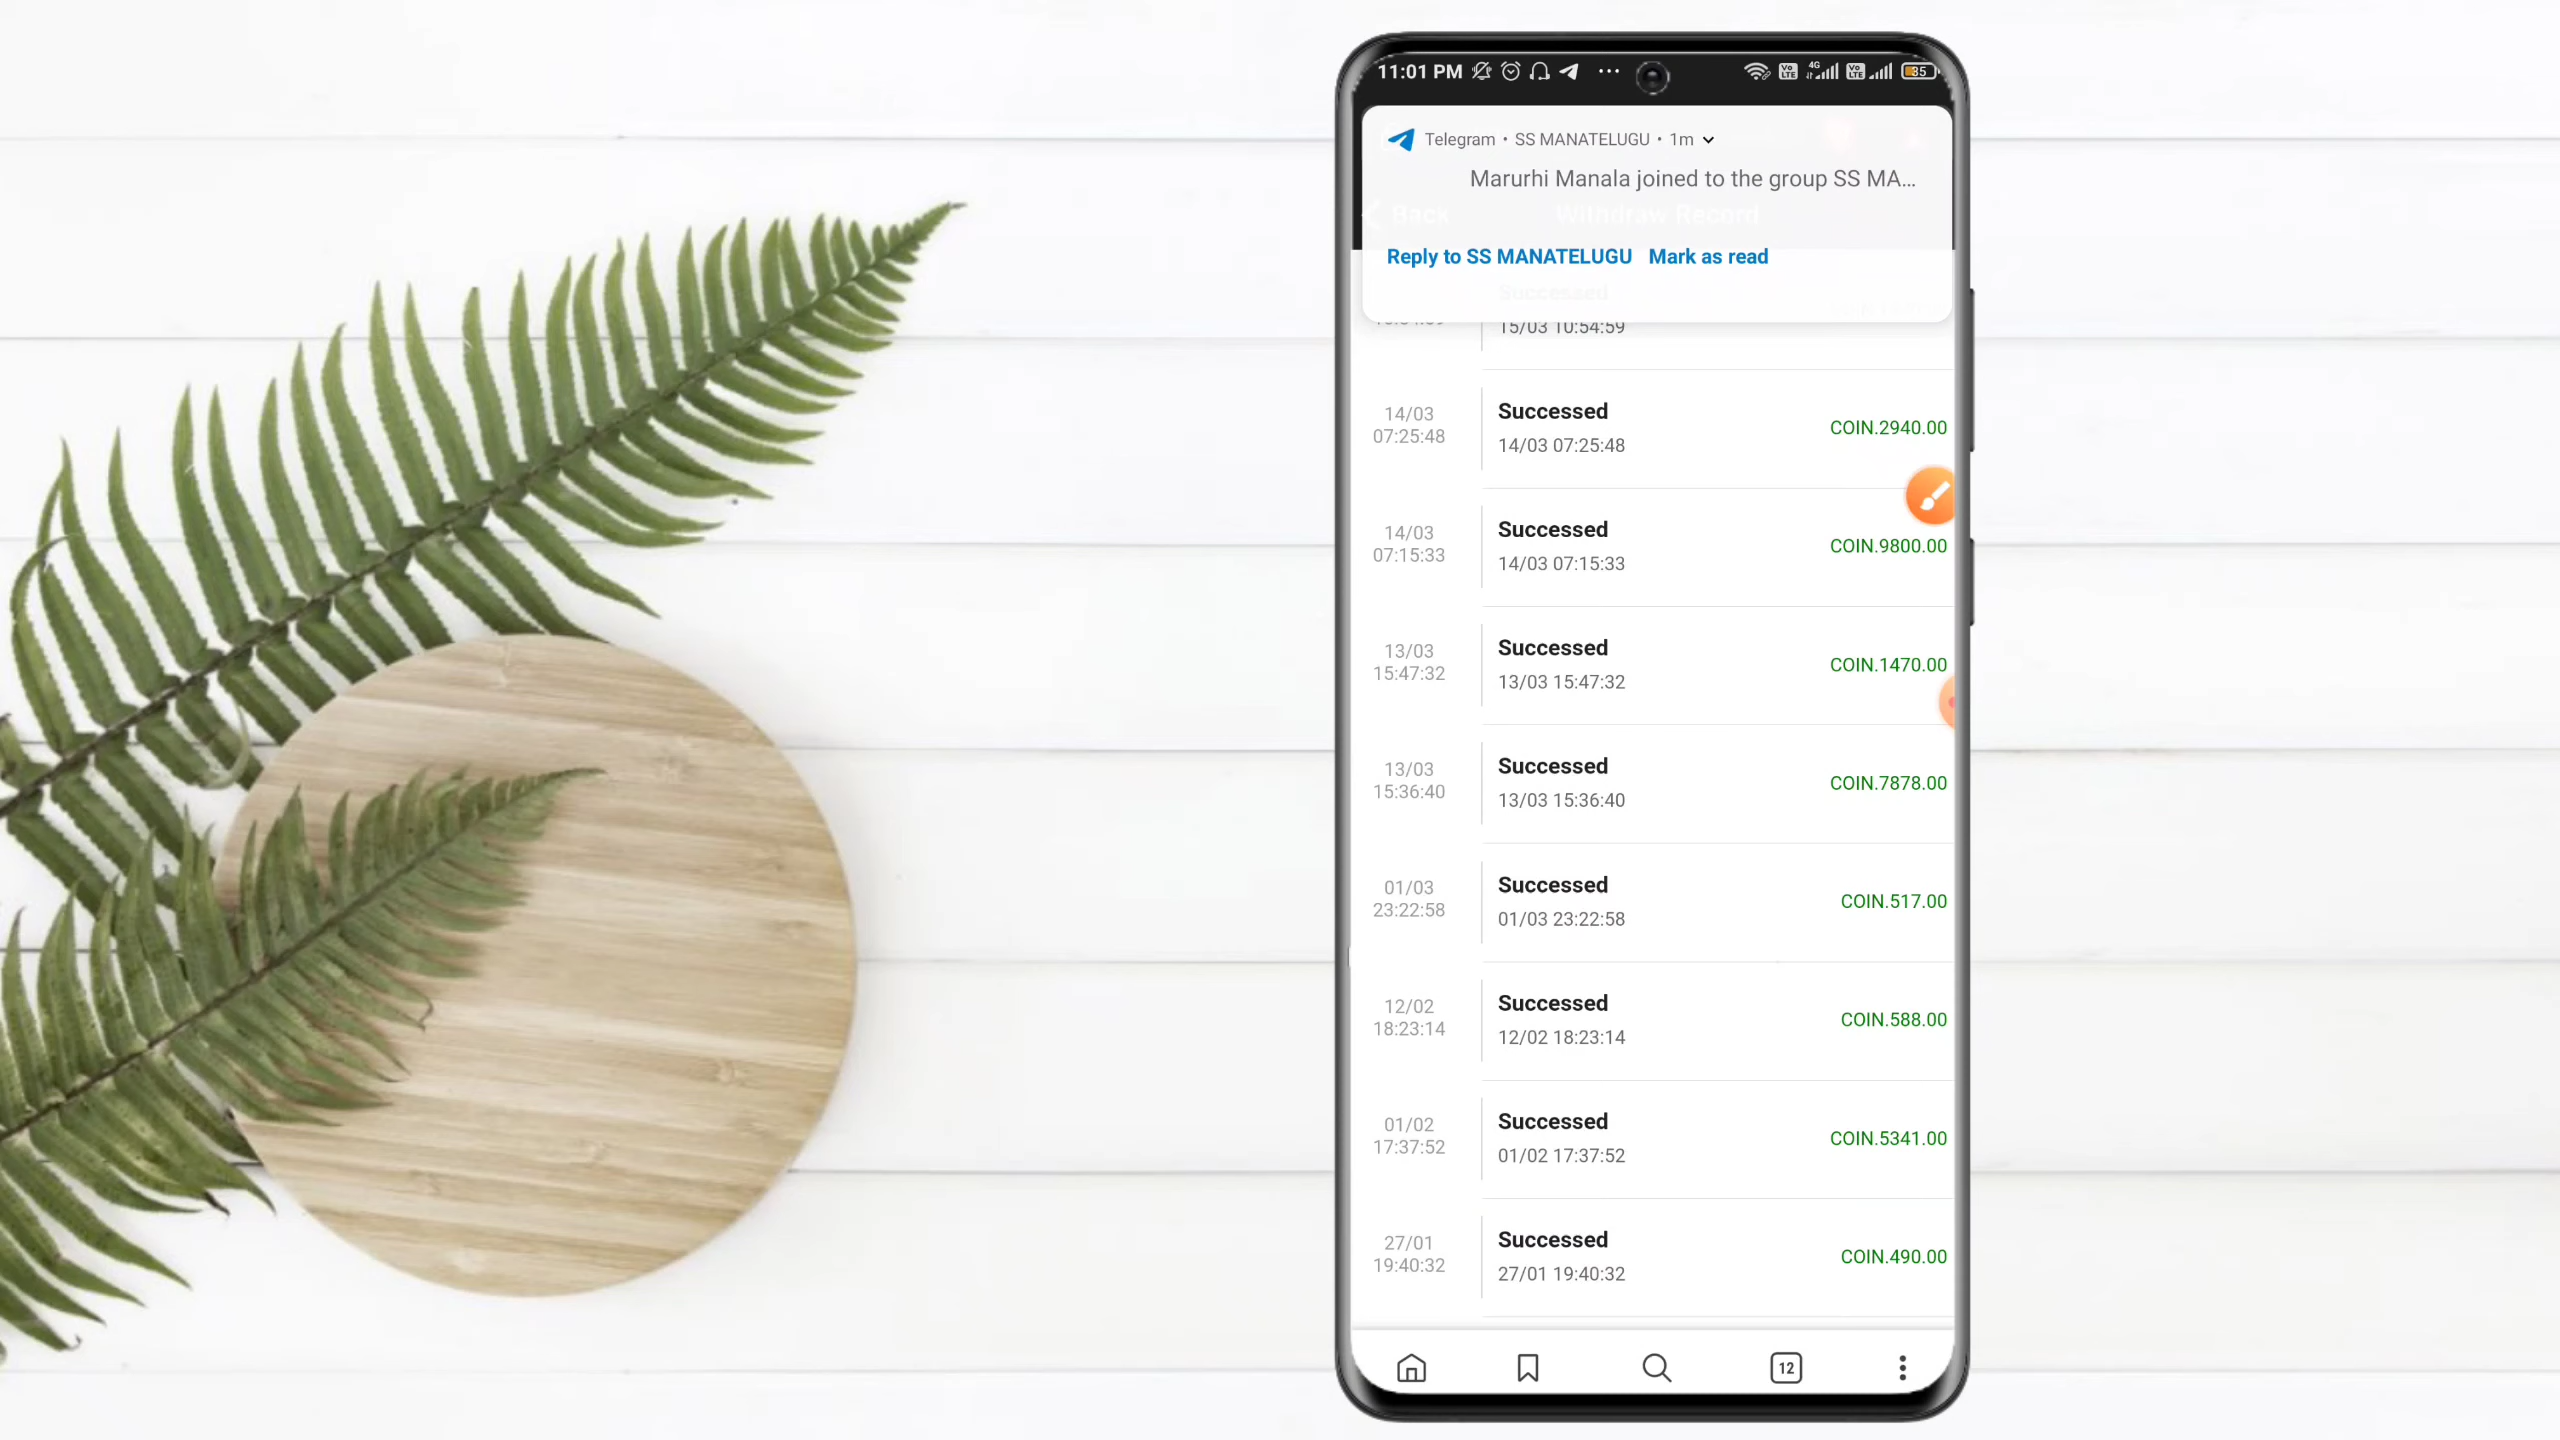 11:01 PM
4G
Vo LTE
Vo LTE
35
Telegram • SS MANATELUGU • 1m
Marurhi Manala joined to the group SS MA...
Back
Withdraw Record
Reply to SS MANATELUGU Mark as read
Successed
15/03 10:54:59
14/03
07:25:48
Successed
14/03 07:25:48
COIN.2940.00
14/03
07:15:33
Successed
14/03 07:15:33
COIN.9800.00
13/03
15:47:32
Successed
13/03 15:47:32
COIN.1470.00
13/03
15:36:40
Successed
13/03 15:36:40
COIN.7878.00
01/03
23:22:58
Successed
01/03 23:22:58
COIN.517.00
12/02
18:23:14
Successed
12/02 18:23:14
COIN.588.00
01/02
17:37:52
Successed
01/02 17:37:52
COIN.5341.00
27/01
19:40:32
Successed
27/01 19:40:32
COIN.490.00
12